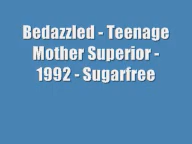 Bedazzled - Teenage
Mother Superior -
1992 - Sugarfree